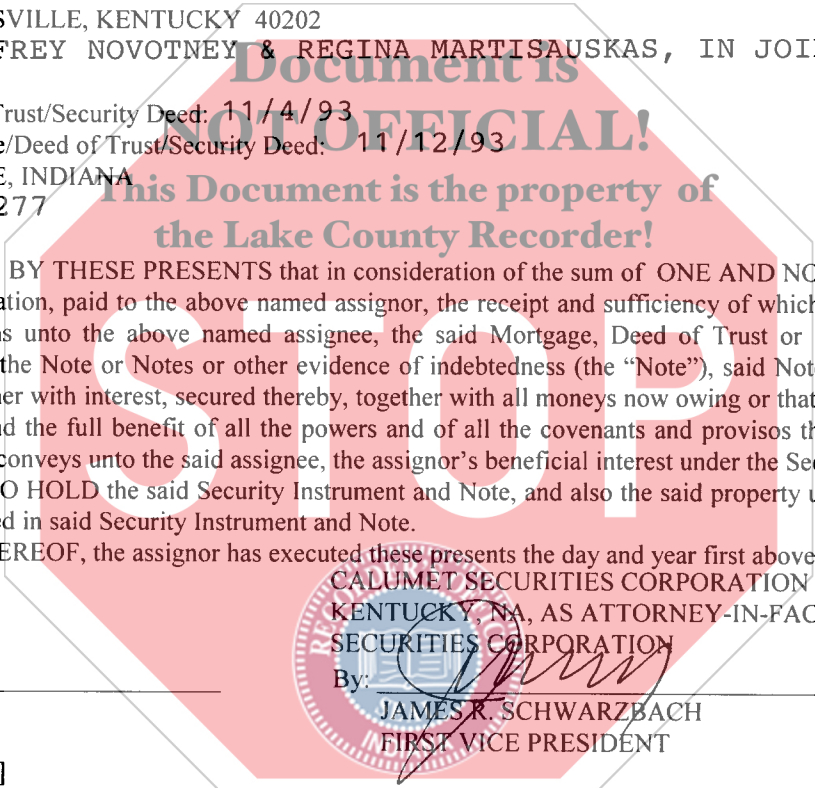 SVILLE, KENTUCKY 40202
FREY NOVOTNEY & REGINA MARTISAUSKAS, IN JOI
Document is
Trust/Security Deed: 11/4/93
NOT OFFICIAL!
e/Deed of Trust/Security Deed: 11/12/93
E, INDIANA
This Document is the property of
277
the Lake County Recorder!
BY THESE PRESENTS that in consideration of the sum of ONE AND NO
ation, paid to the above named assignor, the receipt and sufficiency of which
ns unto the above named assignee, the said Mortgage, Deed of Trust or
the Note or Notes or other evidence of indebtedness (the “Note”), said Not
er with interest, secured thereby, together with all moneys now owing or that
nd the full benefit of all the powers and of all the covenants and provisos th
conveys unto the said assignee, the assignor's beneficial interest under the Se
O HOLD the said Security Instrument and Note, and also the said property u
ed in said Security Instrument and Note.
EREOF, the assignor has executed these presents the day and year first above
STOP
CALUMET SECURITIES CORPORATION
KENTUCKY, NA, AS ATTORNEY-IN-FAC
SECURITIES CORPORATION
By:
JAMES R. SCHWARZBACH
FIRST VICE PRESIDENT
INDIANA
]